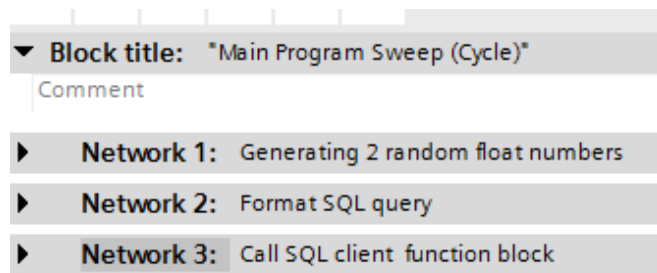 Block title: "Main Program Sweep (Cycle)"
Comment
Network 1: Generating 2 random float numbers
Network 2: Format SQL query
Network 3: Call SQL client function block